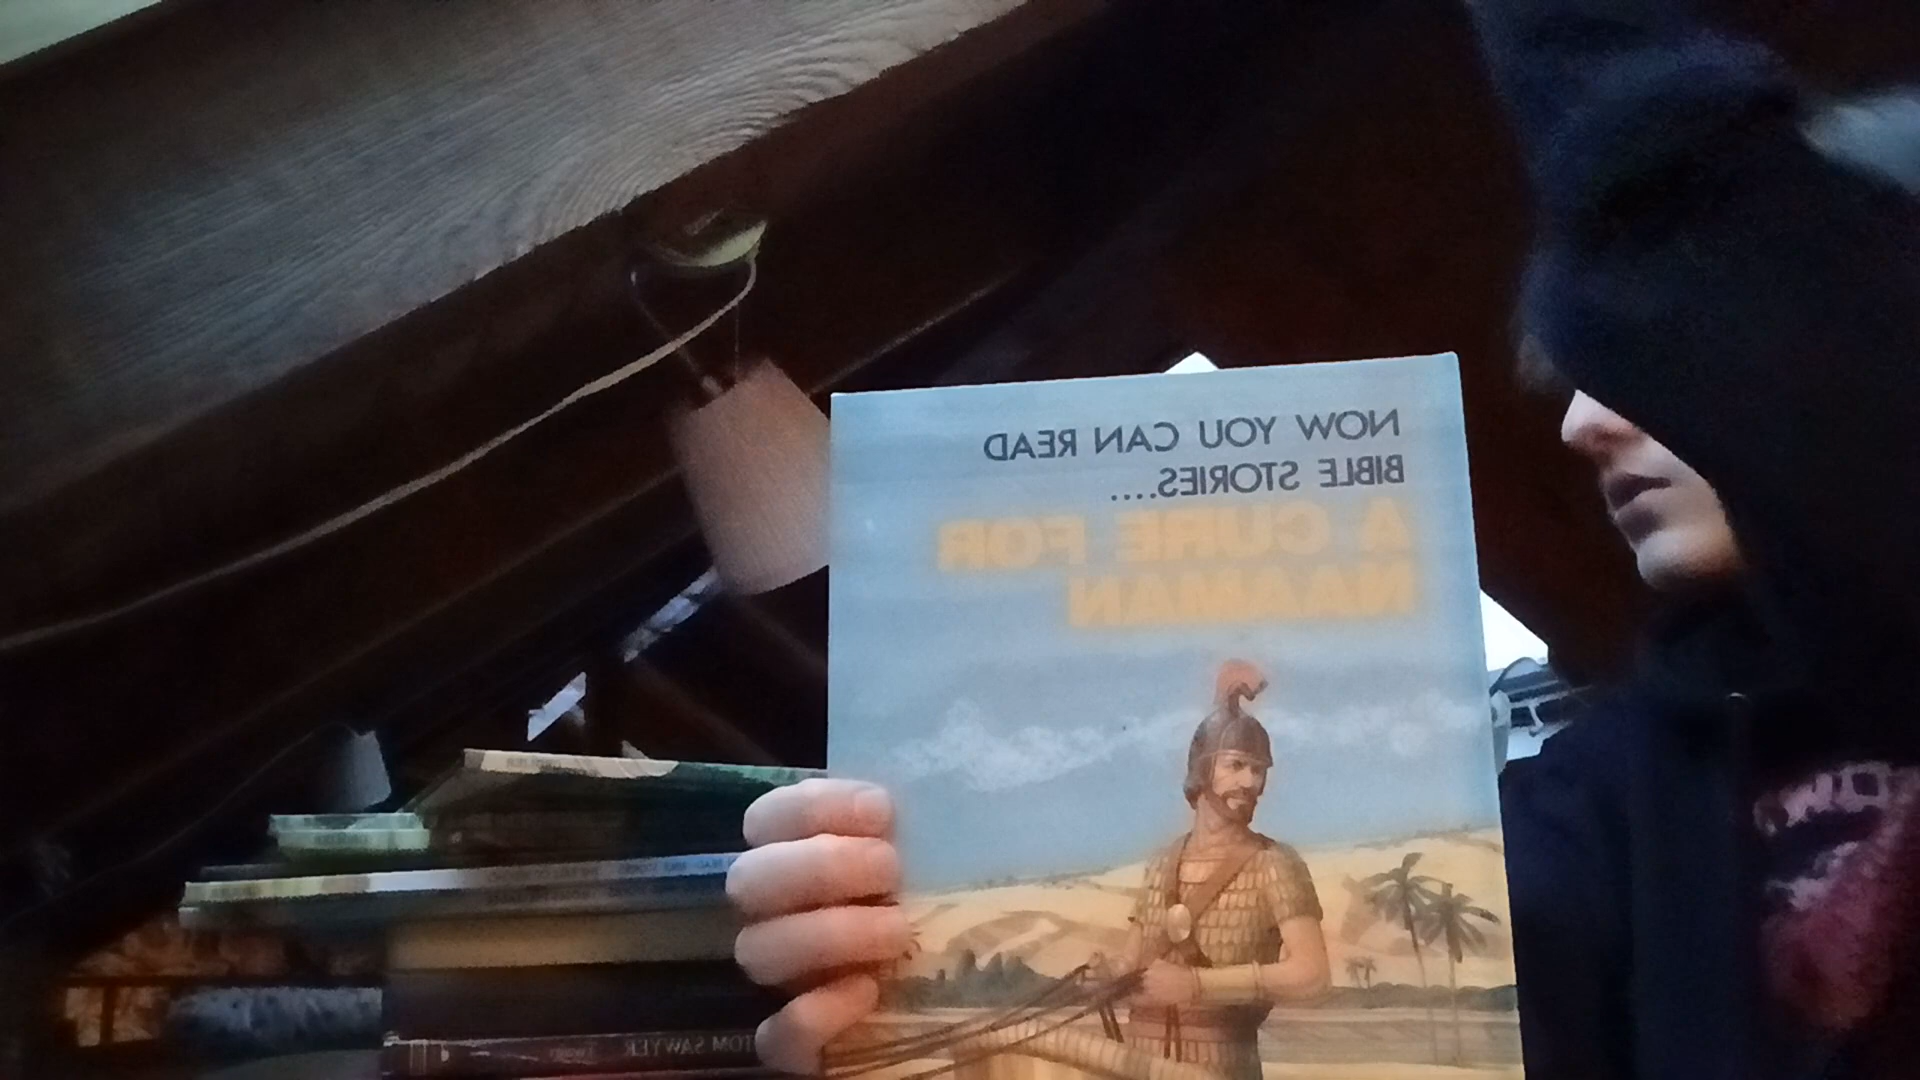 NOW YOU CAN READ
BIBLE STORIES....
A CURE FOR
NAAMAN
TOM SAWYER